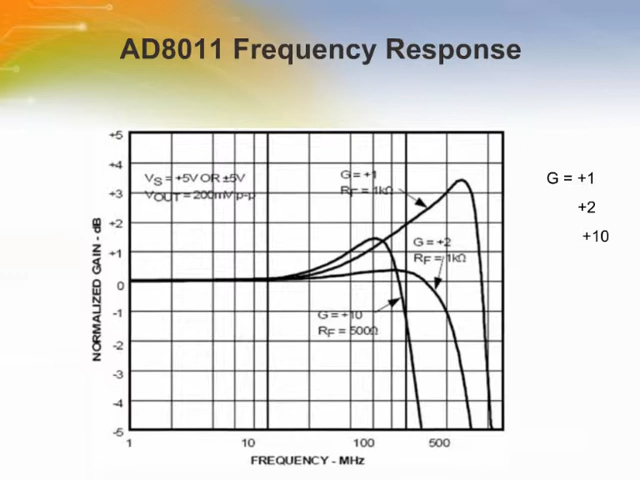 AD8011 Frequency Response
+5
+4
+3
+2
+1
0
-1
-2
-3
-4
-5
NORMALIZED GAIN - dB
VS = +5V OR ±5V
VOUT = 200mV p-p
G = +1
RF = 1kΩ
G = +2
RF = 1kΩ
G = +10
RF = 500Ω
1
10
100
500
FREQUENCY - MHz
G = +1
+2
+10